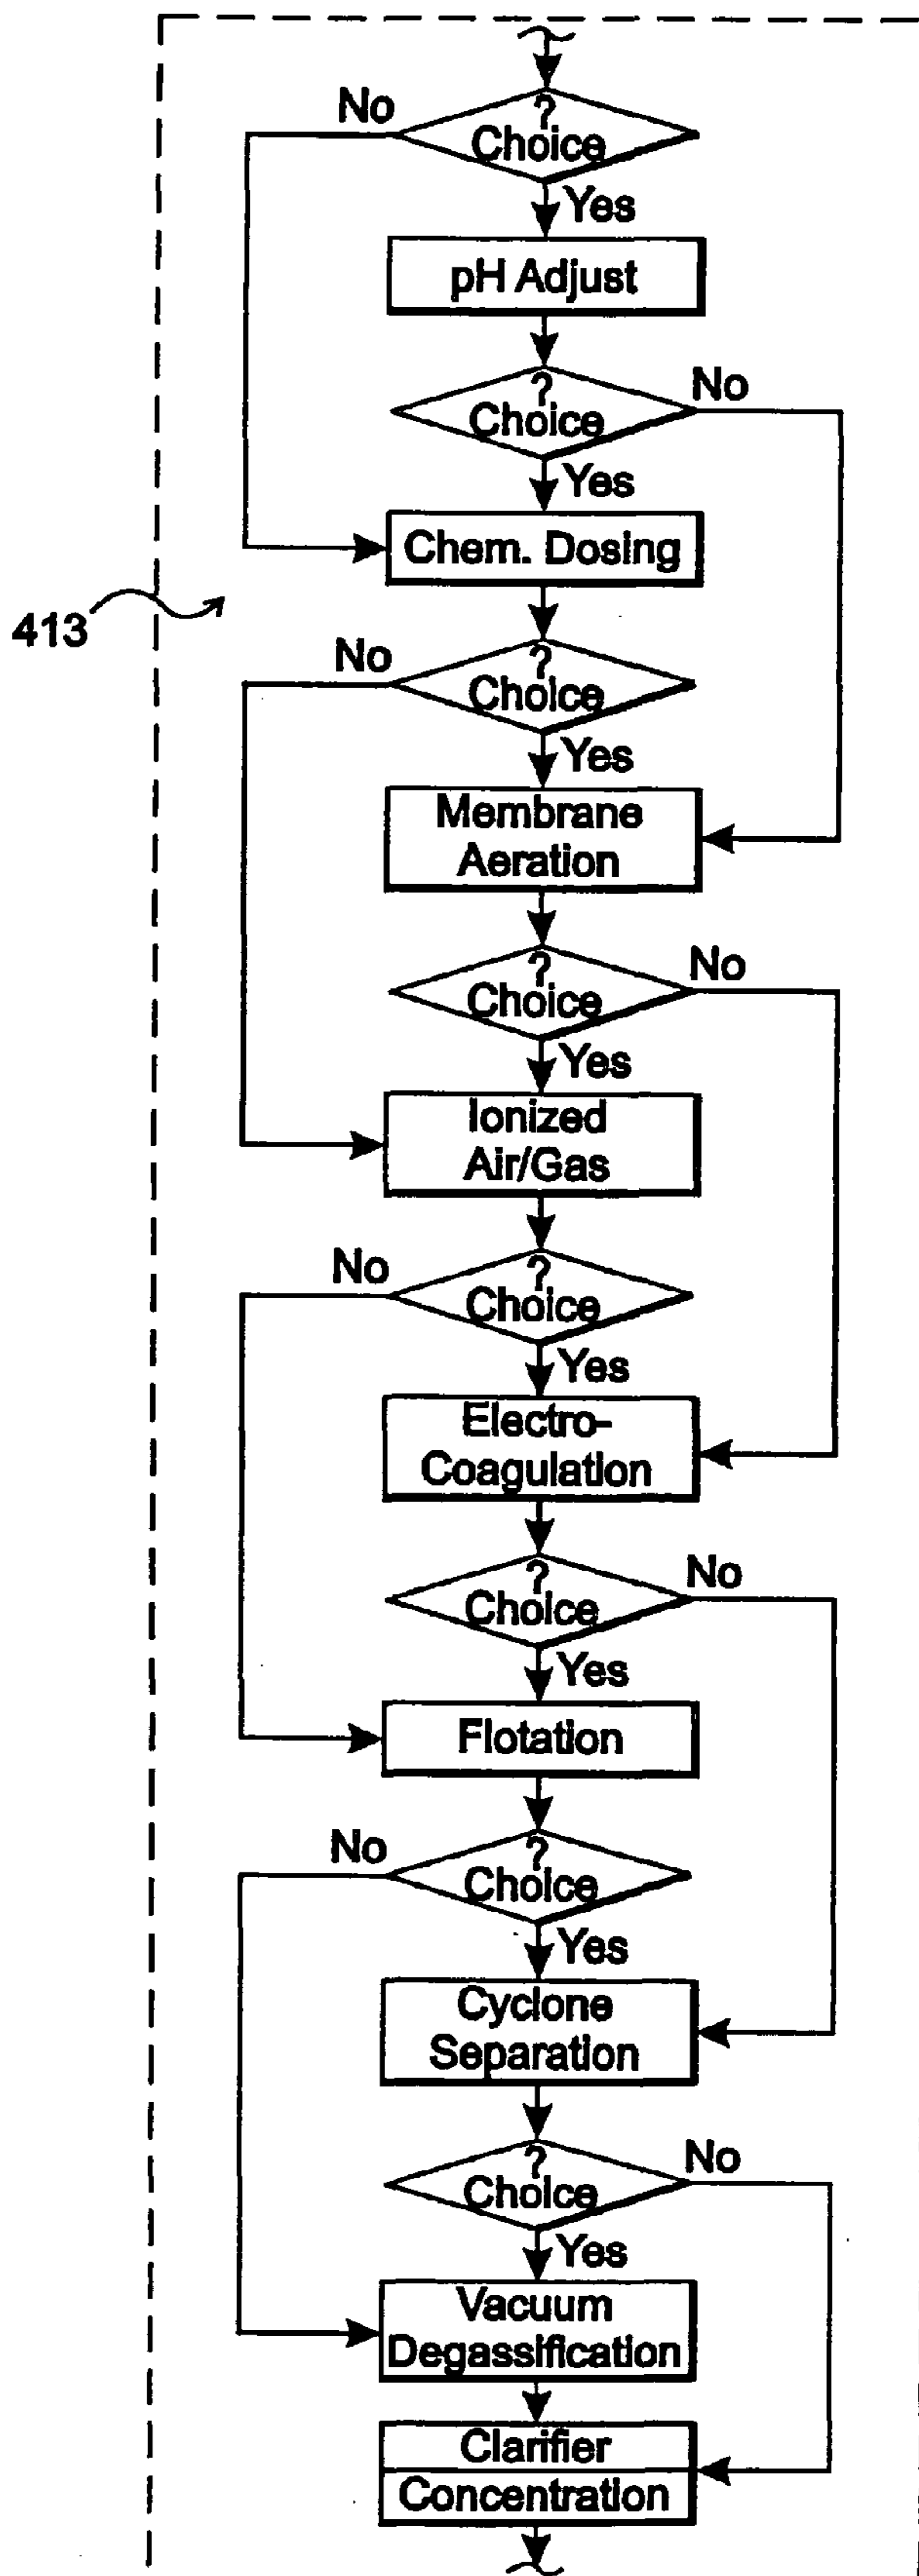 ?
No
Choice
Yes
pH Adjust
?
No
Choice
Yes
Chem. Dosing
413
?
No
Choice
Yes
Membrane
Aeration
?
No
Choice
Yes
Ionized
Air/Gas
?
No
Choice
Yes
Electro-
Coagulation
?
No
Choice
Yes
Flotation
?
No
Choice
Yes
Cyclone
Separation
?
No
Choice
Yes
Vacuum
Degassification
Clarifier
Concentration